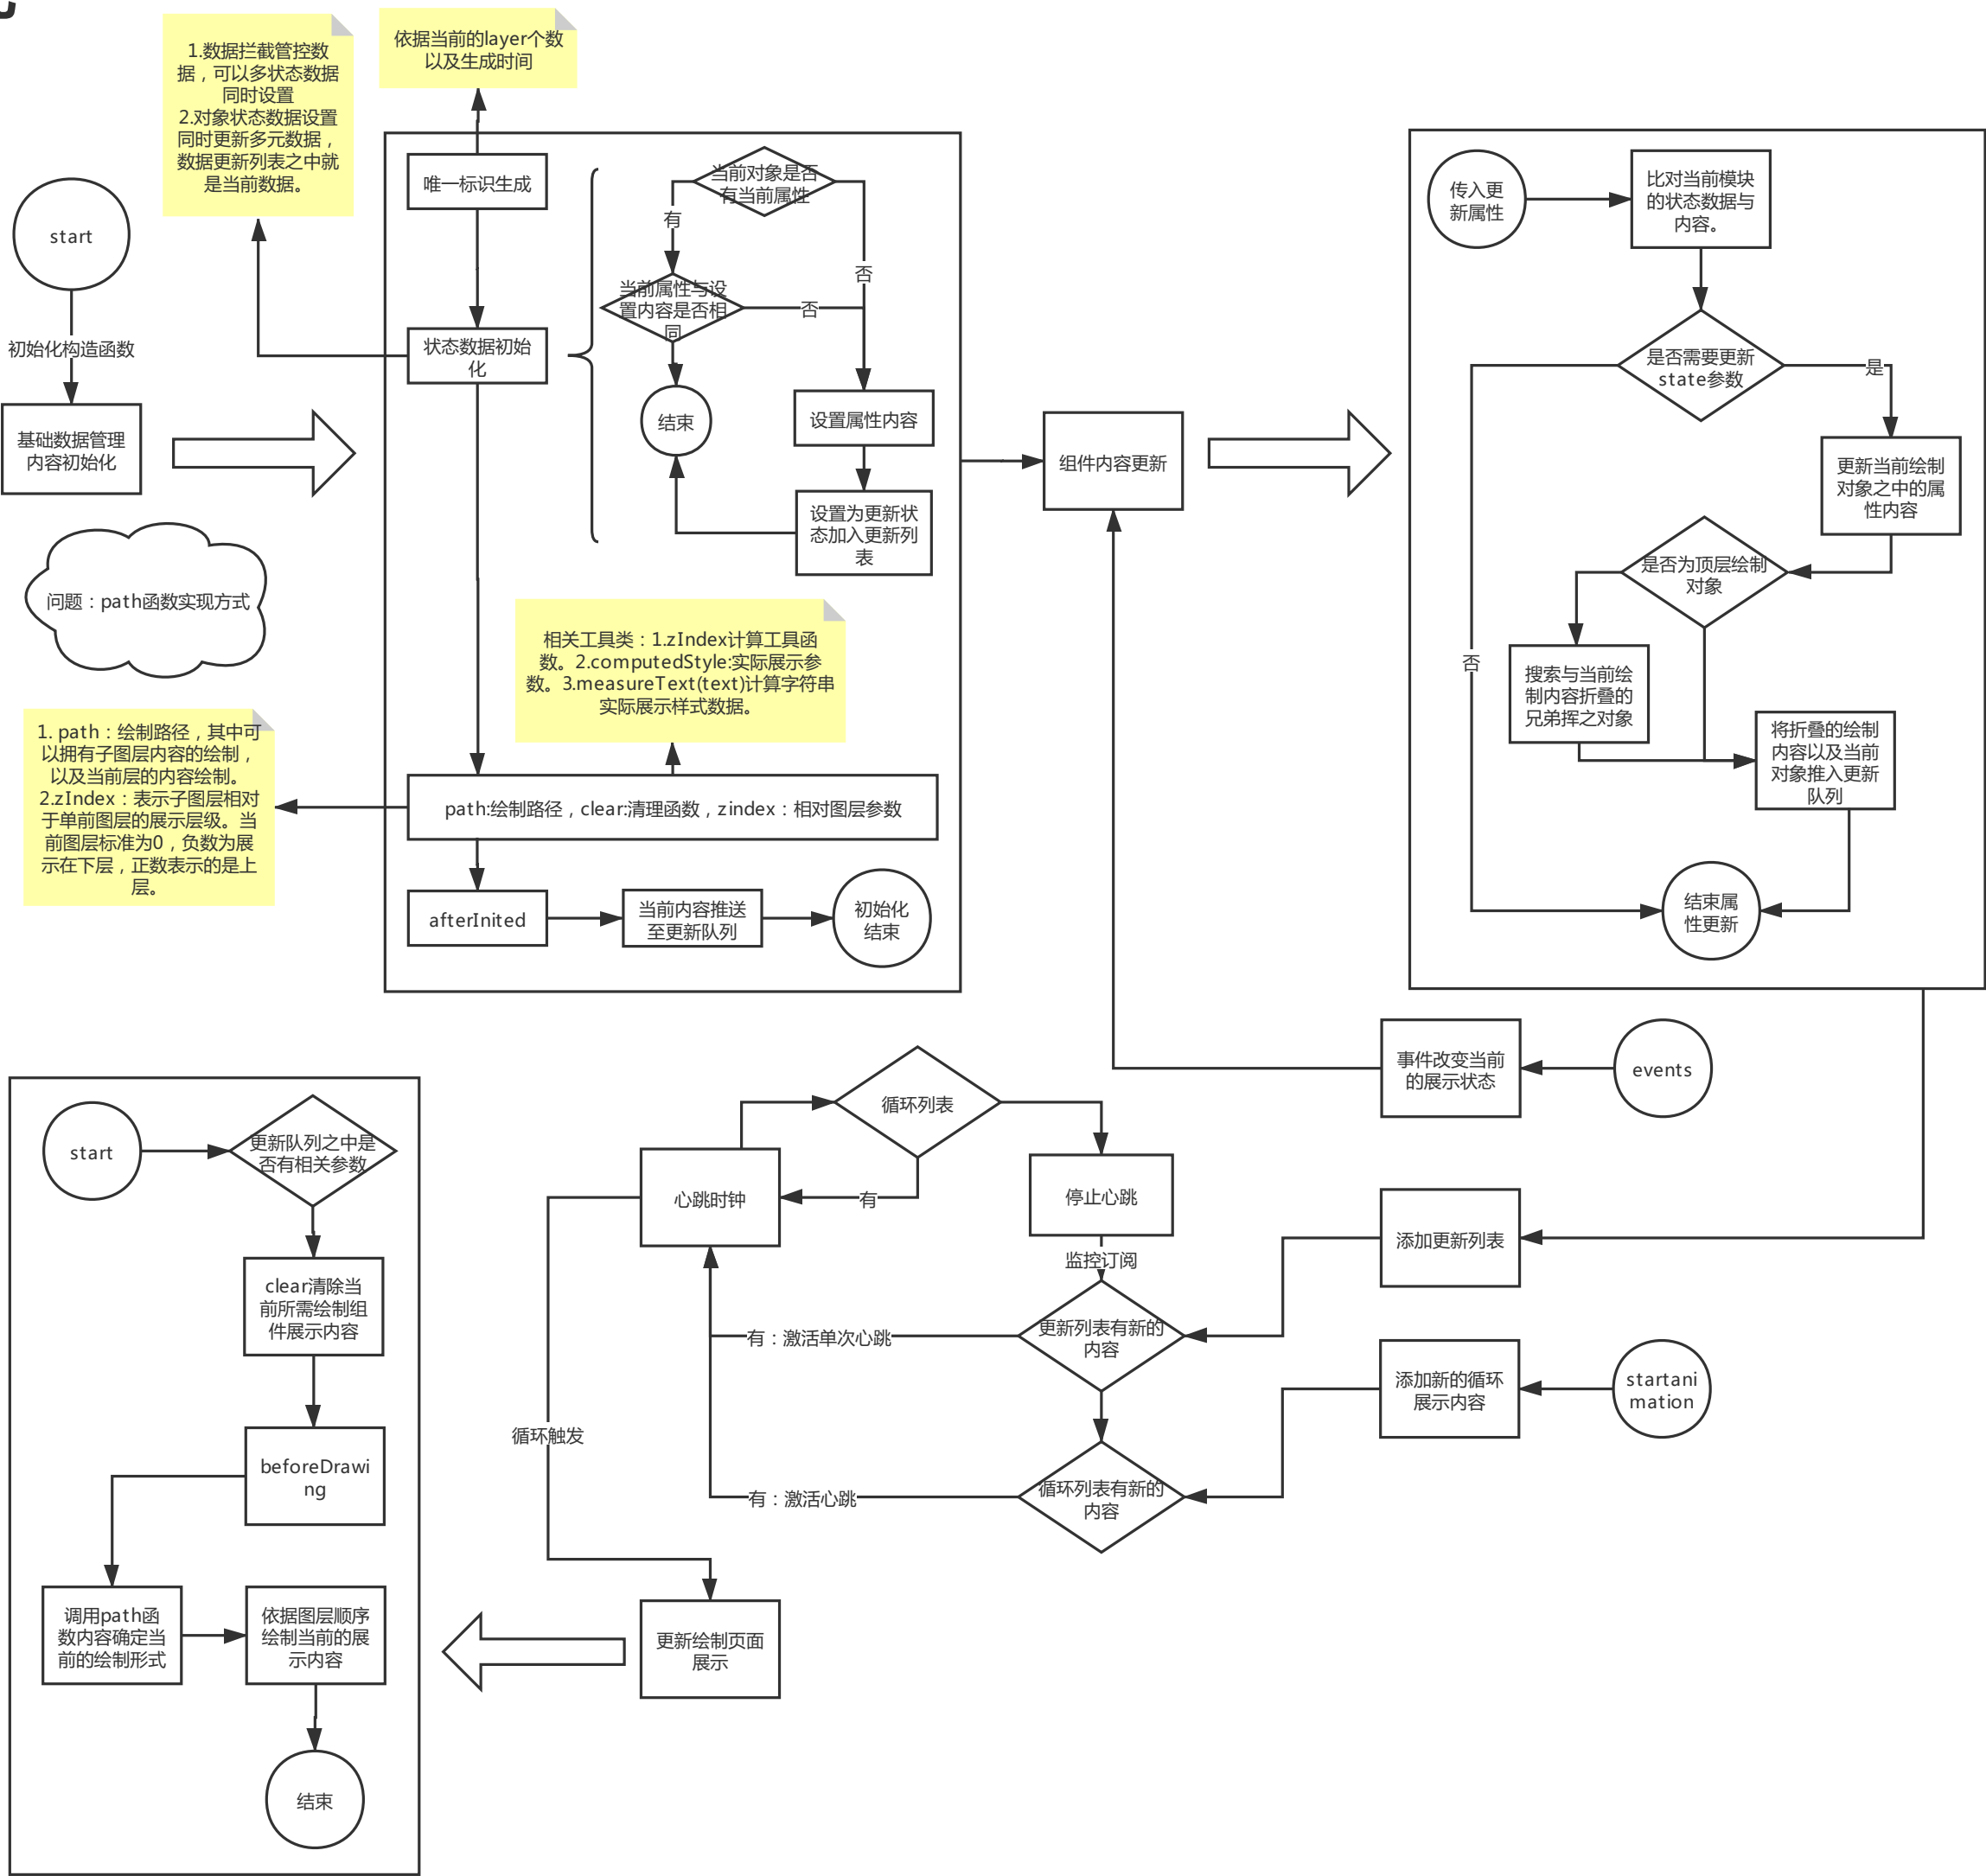 1.数据拦截管控数
据，可以多状态数据
同时设置
2.对象状态数据设置
同时更新多元数据，
数据更新列表之中就
是当前数据。
依据当前的layer个数
以及生成时间
start
初始化构造函数
基础数据管理
内容初始化
问题：path函数实现方式
1. path：绘制路径，其中可
以拥有子图层内容的绘制，
以及当前层的内容绘制。
2.zIndex：表示子图层相对
于单前图层的展示层级。当
前图层标准为0，负数为展
示在下层，正数表示的是上
层。
唯一标识生成
状态数据初始
化
当前对象是否
有当前属性
有
否
当前属性与设
置内容是否相
同
否
结束
设置属性内容
设置为更新状
态加入更新列
表
相关工具类：1.zIndex计算工具函
数。2.computedStyle:实际展示参
数。3.measureText(text)计算字符串
实际展示样式数据。
path:绘制路径，clear:清理函数，zindex：相对图层参数
afterInited
当前内容推送
至更新队列
初始化
结束
组件内容更新
传入更
新属性
比对当前模块
的状态数据与
内容。
是否需要更新
state参数
是
否
更新当前绘制
对象之中的属
性内容
是否为顶层绘制
对象
搜索与当前绘
制内容折叠的
兄弟挥之对象
将折叠的绘制
内容以及当前
对象推入更新
队列
结束属
性更新
事件改变当前
的展示状态
events
循环列表
心跳时钟
有
停止心跳
监控订阅
添加更新列表
更新列表有新的
内容
有：激活单次心跳
添加新的循环
展示内容
startani
mation
循环列表有新的
内容
有：激活心跳
循环触发
更新绘制页面
展示
start
更新队列之中是
否有相关参数
clear清除当
前所需绘制组
件展示内容
beforeDrawi
ng
调用path函
数内容确定当
前的绘制形式
依据图层顺序
绘制当前的展
示内容
结束